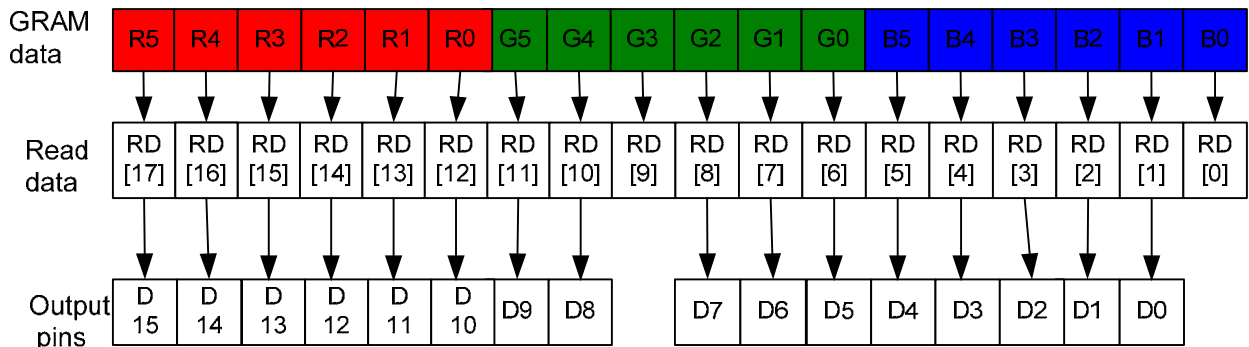 GRAM data R5 R4 R3 R2 R1 R0 G5 G4 G3 G2 G1 G0 B5 B4 B3 B2 B1 B0
Read data RD [17] RD [16] RD [15] RD [14] RD [13] RD [12] RD [11] RD [10] RD [9] RD [8] RD [7] RD [6] RD [5] RD [4] RD [3] RD [2] RD [1] RD [0]
Output pins D 15 D 14 D 13 D 12 D 11 D 10 D9 D8 D7 D6 D5 D4 D3 D2 D1 D0